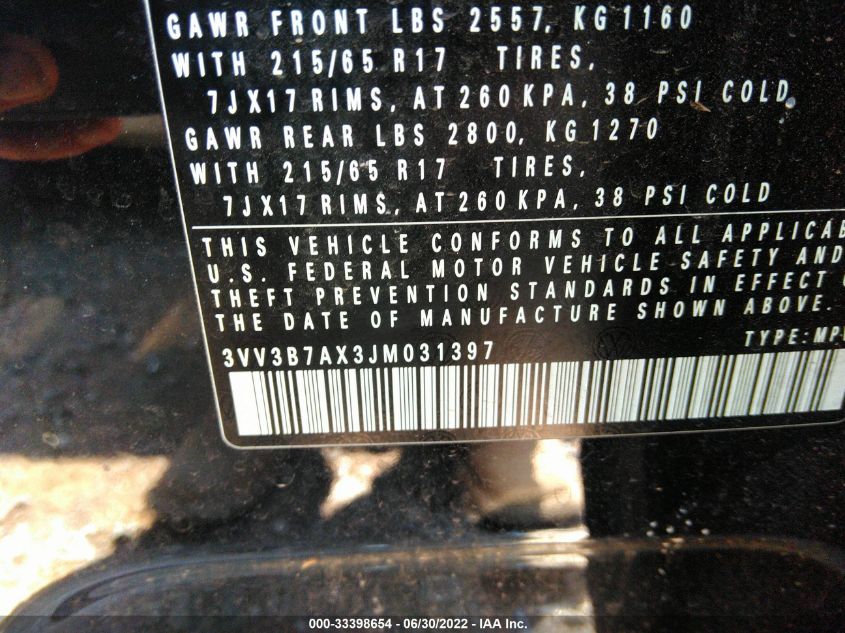 GAWR FRONT LBS 2557, KG1160
WITH 215/65 R17 TIRES,
7JX17 RIMS, AT 260 KPA, 38 PSI COLD
GAWR REAR LBS 2800, KG1270
WITH 215/65 R17 TIRES,
7JX17 RIMS, AT 260 KPA, 38 PSI COLD
THIS VEHICLE CONFORMS TO ALL APPLICAB
U.S. FEDERAL MOTOR VEHICLE SAFETY AND
THEFT PREVENTION STANDARDS IN EFFECT
THE DATE OF MANUFACTURE SHOWN ABOVE.
3VV3B7AX3JM031397 TYPE:MPV
000-33398654 - 06/30/2022 - IAA Inc.